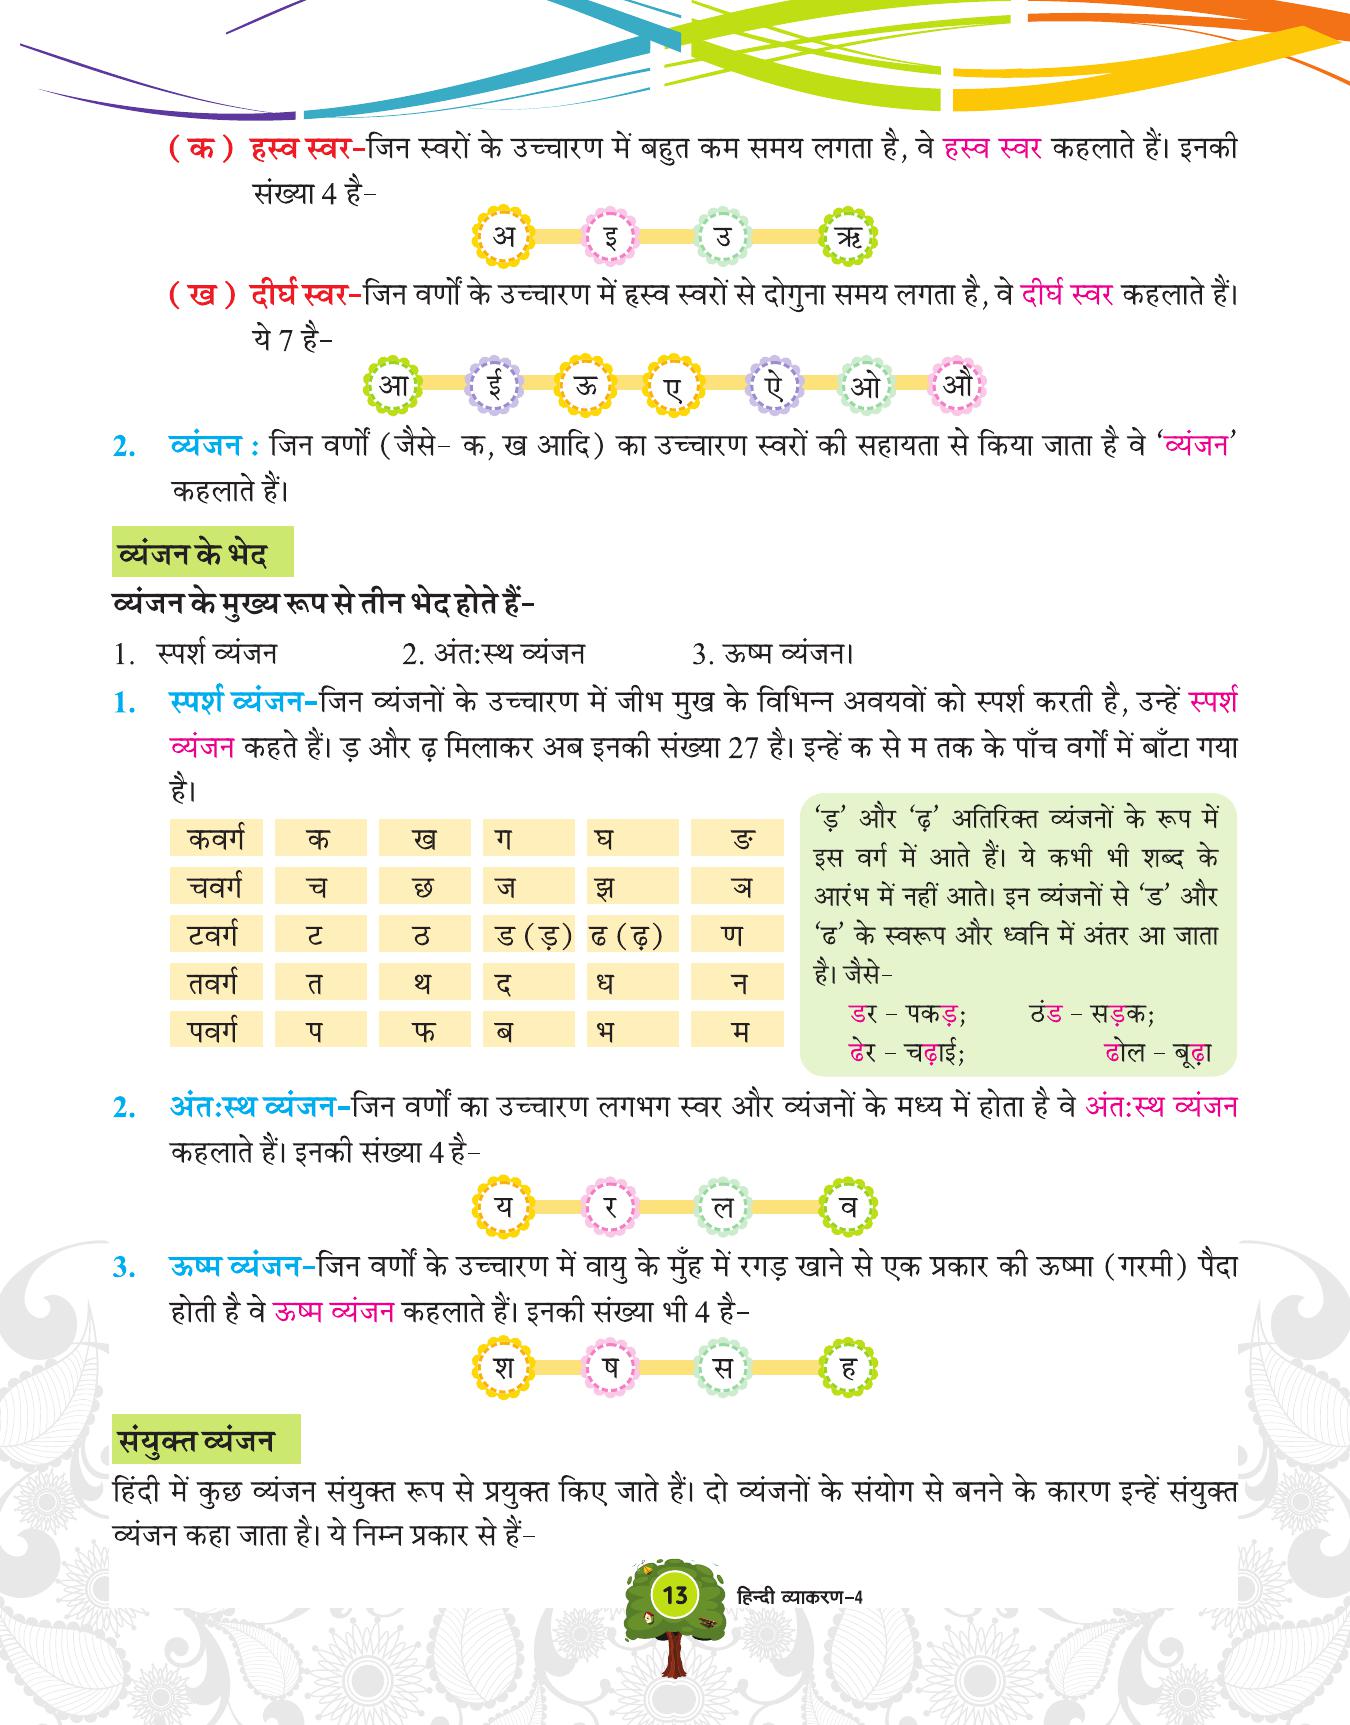 ( क ) हस्व स्वर–जिन स्वरों के उच्चारण में बहुत कम समय लगता है, वे हस्व स्वर कहलाते हैं। इनकी
संख्या 4 है–
अ इ उ ऋ
( ख ) दीर्घ स्वर–जिन वर्णों के उच्चारण में हृस्व स्वरों से दोगुना समय लगता है, वे दीर्घ स्वर कहलाते हैं।
ये 7 है–
आ ई ऊ ए ऐ ओ औ
2. व्यंजन : जिन वर्णों (जैसे– क, ख आदि) का उच्चारण स्वरों की सहायता से किया जाता है वे ‘व्यंजन’
कहलाते हैं।
व्यंजन के भेद
व्यंजन के मुख्य रूप से तीन भेद होते हैं–
1. स्पर्श व्यंजन 2. अंत:स्थ व्यंजन 3. ऊष्म व्यंजन।
1. स्पर्श व्यंजन–जिन व्यंजनों के उच्चारण में जीभ मुख के विभिन्न अवयवों को स्पर्श करती है, उन्हें स्पर्श
व्यंजन कहते हैं। ड़ और ढ़ मिलाकर अब इनकी संख्या 27 है। इन्हें क से म तक के पाँच वर्गों में बाँटा गया
है।
कवर्ग क ख ग घ ङ
चवर्ग च छ ज झ ञ
टवर्ग ट ठ ड (ड़) ढ (ढ़) ण
तवर्ग त थ द ध न
पवर्ग प फ ब भ म
‘ड़’ और ‘ढ़’ अतिरिक्त व्यंजनों के रूप में
इस वर्ग में आते हैं। ये कभी भी शब्द के
आरंभ में नहीं आते। इन व्यंजनों से ‘ड’ और
‘ढ’ के स्वरूप और ध्वनि में अंतर आ जाता
है। जैसे–
डर – पकड़; ठंड – सड़क;
ढेर – चढ़ाई; ढोल – बूढ़ा
2. अंत:स्थ व्यंजन–जिन वर्णों का उच्चारण लगभग स्वर और व्यंजनों के मध्य में होता है वे अंत:स्थ व्यंजन
कहलाते हैं। इनकी संख्या 4 है–
य र ल व
3. ऊष्म व्यंजन–जिन वर्णों के उच्चारण में वायु के मुँह में रगड़ खाने से एक प्रकार की ऊष्मा (गरमी) पैदा
होती है वे ऊष्म व्यंजन कहलाते हैं। इनकी संख्या भी 4 है–
श ष स ह
संयुक्त व्यंजन
हिंदी में कुछ व्यंजन संयुक्त रूप से प्रयुक्त किए जाते हैं। दो व्यंजनों के संयोग से बनने के कारण इन्हें संयुक्त
व्यंजन कहा जाता है। ये निम्न प्रकार से हैं–
13 हिन्दी व्याकरण–4